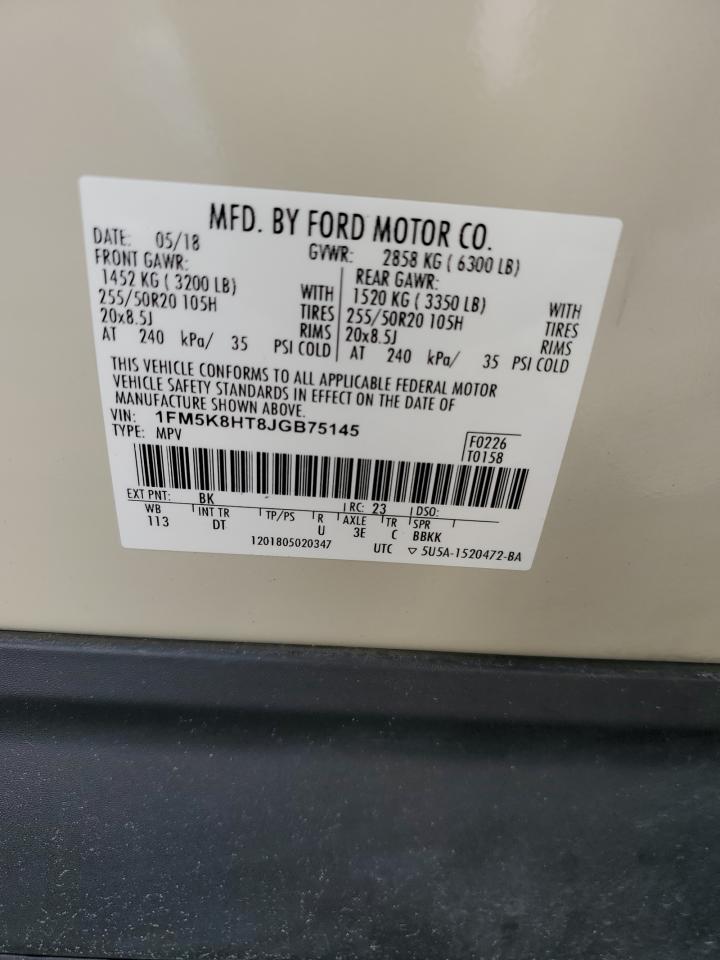 MFD. BY FORD MOTOR CO.
DATE: 05/18 GVWR: 2858 KG ( 6300 LB)
FRONT GAWR: REAR GAWR:
1452 KG ( 3200 LB) WITH 1520 KG ( 3350 LB) WITH
255/50R20 105H TIRES 255/50R20 105H TIRES
20x8.5J RIMS 20x8.5J RIMS
AT 240 kPa/ 35 PSI COLD AT 240 kPa/ 35 PSI COLD
THIS VEHICLE CONFORMS TO ALL APPLICABLE FEDERAL MOTOR
VEHICLE SAFETY STANDARDS IN EFFECT ON THE DATE OF
MANUFACTURE SHOWN ABOVE.
VIN: 1FM5K8HT8JGB75145
TYPE: MPV F0226
T0158
EXT PNT: BK RC: 23 DSO:
WB INT TR TP/PS R AXLE TR SPR
113 DT U 3E C BBKK
1201805020347 UTC ▽ 5U5A-1520472-BA